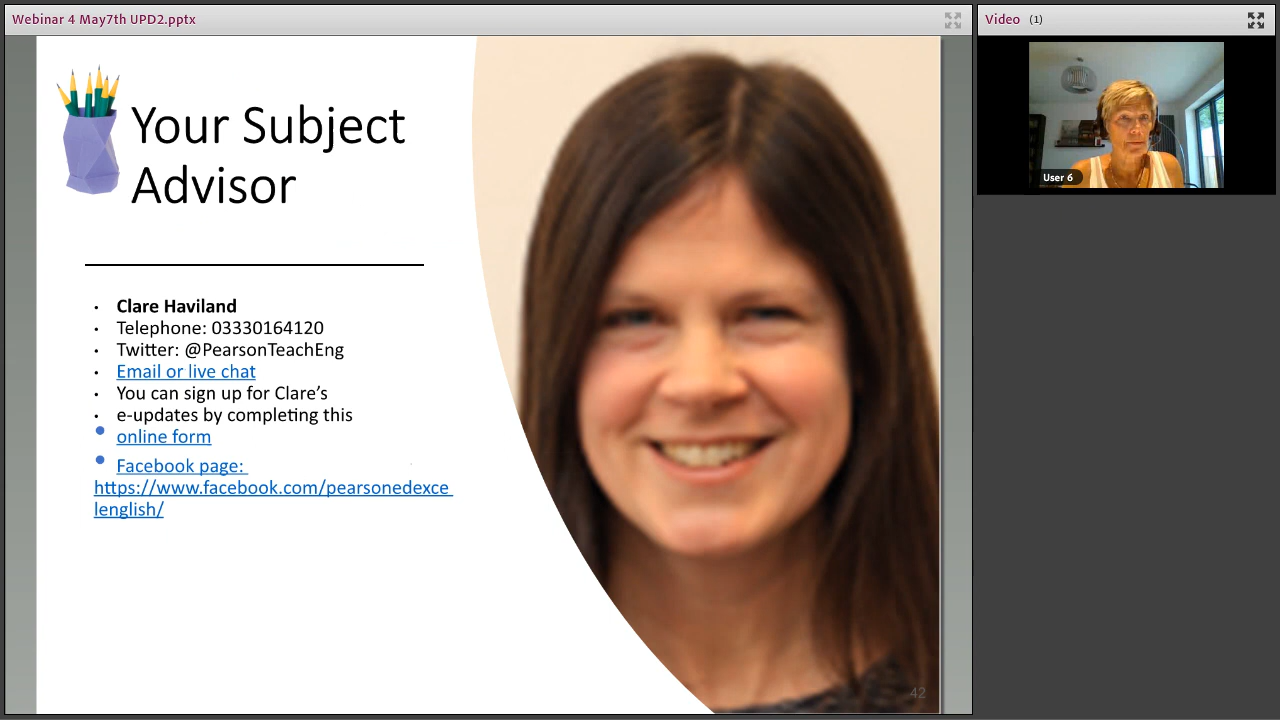 Webinar 4 May7th UPD2.pptx
Video (1)
User 6
Your Subject
Advisor
• Clare Haviland
• Telephone: 03330164120
• Twitter: @PearsonTeachEng
• Email or live chat
• You can sign up for Clare’s
• e-updates by completing this
• online form
• Facebook page:
https://www.facebook.com/pearsonedexce
lenglish/
42